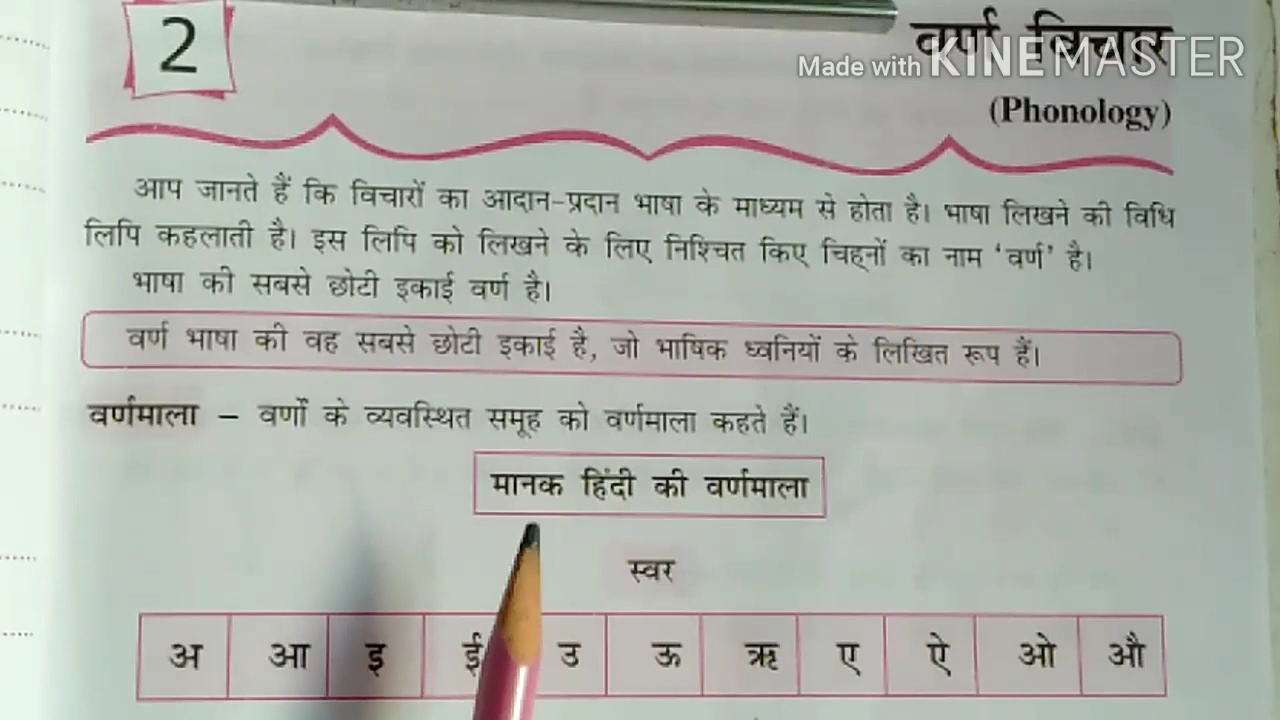 2
वर्ण विचार
Made with KINEMASTER
(Phonology)
आप जानते हैं कि विचारों का आदान-प्रदान भाषा के माध्यम से होता है। भाषा लिखने की विधि
लिपि कहलाती है। इस लिपि को लिखने के लिए निश्चित किए चिह्नों का नाम ‘वर्ण’ है।
भाषा की सबसे छोटी इकाई वर्ण है।
वर्ण भाषा की वह सबसे छोटी इकाई है, जो भाषिक ध्वनियों के लिखित रूप हैं।
वर्णमाला – वर्णों के व्यवस्थित समूह को वर्णमाला कहते हैं।
मानक हिंदी की वर्णमाला
स्वर
अ आ इ ई उ ऊ ऋ ए ऐ ओ औ